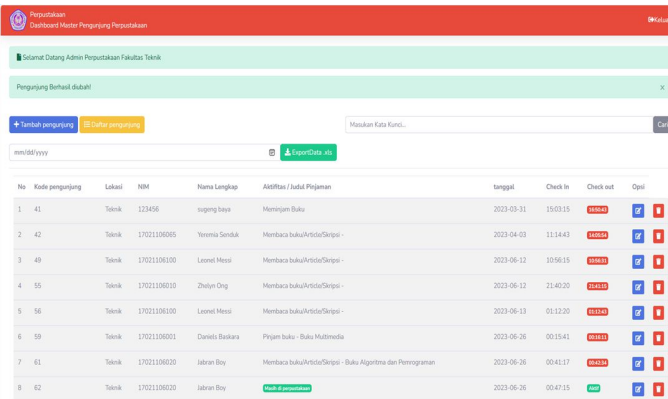 Perpustakaan
Dashboard Master Pengunjung Perpustakaan
Kelua
Selamat Datang Admin Perpustakaan Fakultas Teknik
Pengunjung Berhasil diubah! ×
+ Tambah pengunjung Daftar pengunjung Masukan Kata Kunci... Cari
mm/dd/yyyy ExportData .xls
No Kode pengunjung Lokasi NIM Nama Lengkap Aktifitas / Judul Pinjaman tanggal Check In Check out Opsi
1 41 Teknik 123456 sugeng baya Meminjam Buku 2023-03-31 15:03:15 16:50:43
2 42 Teknik 17021106065 Yeremia Senduk Membaca buku/Article/Skripsi - 2023-04-03 11:14:43 14:05:54
3 49 Teknik 17021106100 Leonel Messi Membaca buku/Article/Skripsi - 2023-06-12 10:56:15 10:56:31
4 55 Teknik 17021106010 Zhelyn Ong Membaca buku/Article/Skripsi - 2023-06-12 21:40:20 21:41:15
5 56 Teknik 17021106100 Leonel Messi Membaca buku/Article/Skripsi - 2023-06-13 01:12:20 01:12:43
6 59 Teknik 17021106001 Daniels Baskara Pinjam buku - Buku Multimedia 2023-06-26 00:15:41
7 61 Teknik 17021106020 Jabran Boy Membaca buku/Article/Skripsi - Buku Algoritma dan Pemrograman 2023-06-26 00:41:17 00:42:34
8 62 Teknik 17021106020 Jabran Boy Masih di perpustakaan 2023-06-26 00:47:15 Aktif